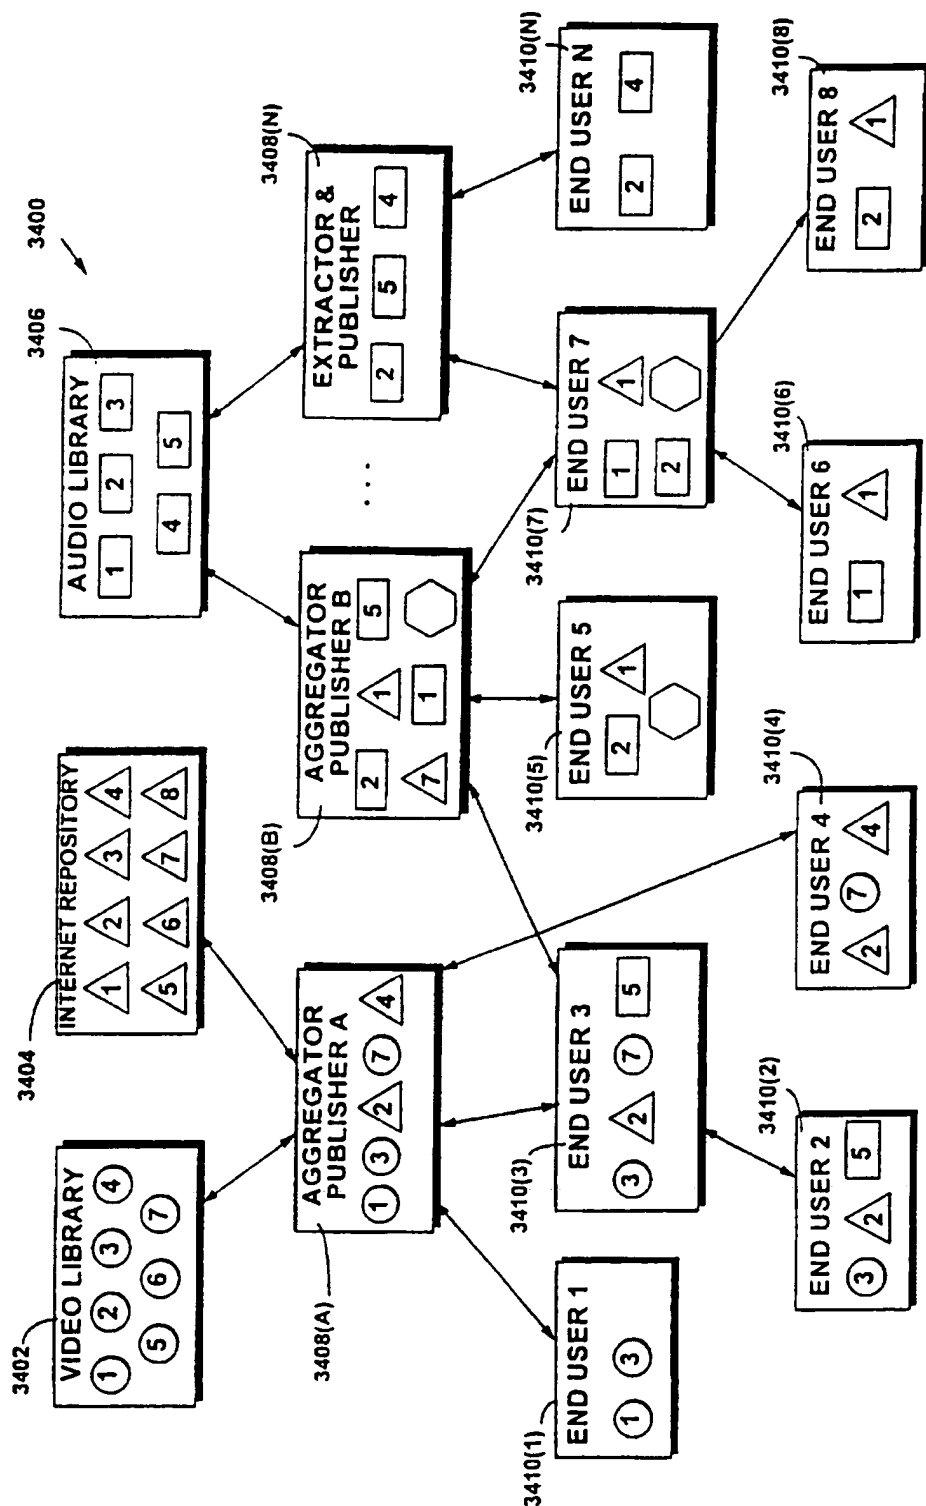 3400
3402
VIDEO LIBRARY
1 2 3 4
5 6 7
3404
INTERNET REPOSITORY
1 2 3 4
5 6 7 8
3406
AUDIO LIBRARY
1 2 3
4 5
3408(A)
AGGREGATOR
PUBLISHER A
1 3 2 7 4
3408(B)
AGGREGATOR
PUBLISHER B
2 1 5
7 1
. . .
3408(N)
EXTRACTOR &
PUBLISHER
2 5 4
3410(1)
END USER 1
1 3
3410(3)
END USER 3
3 2 7 5
3410(5)
END USER 5
2 1
3410(7)
END USER 7
1 1
2
3410(N)
END USER N
2 4
3410(2)
END USER 2
3 2 5
3410(4)
END USER 4
2 7 4
3410(6)
END USER 6
1 1
3410(8)
END USER 8
2 1